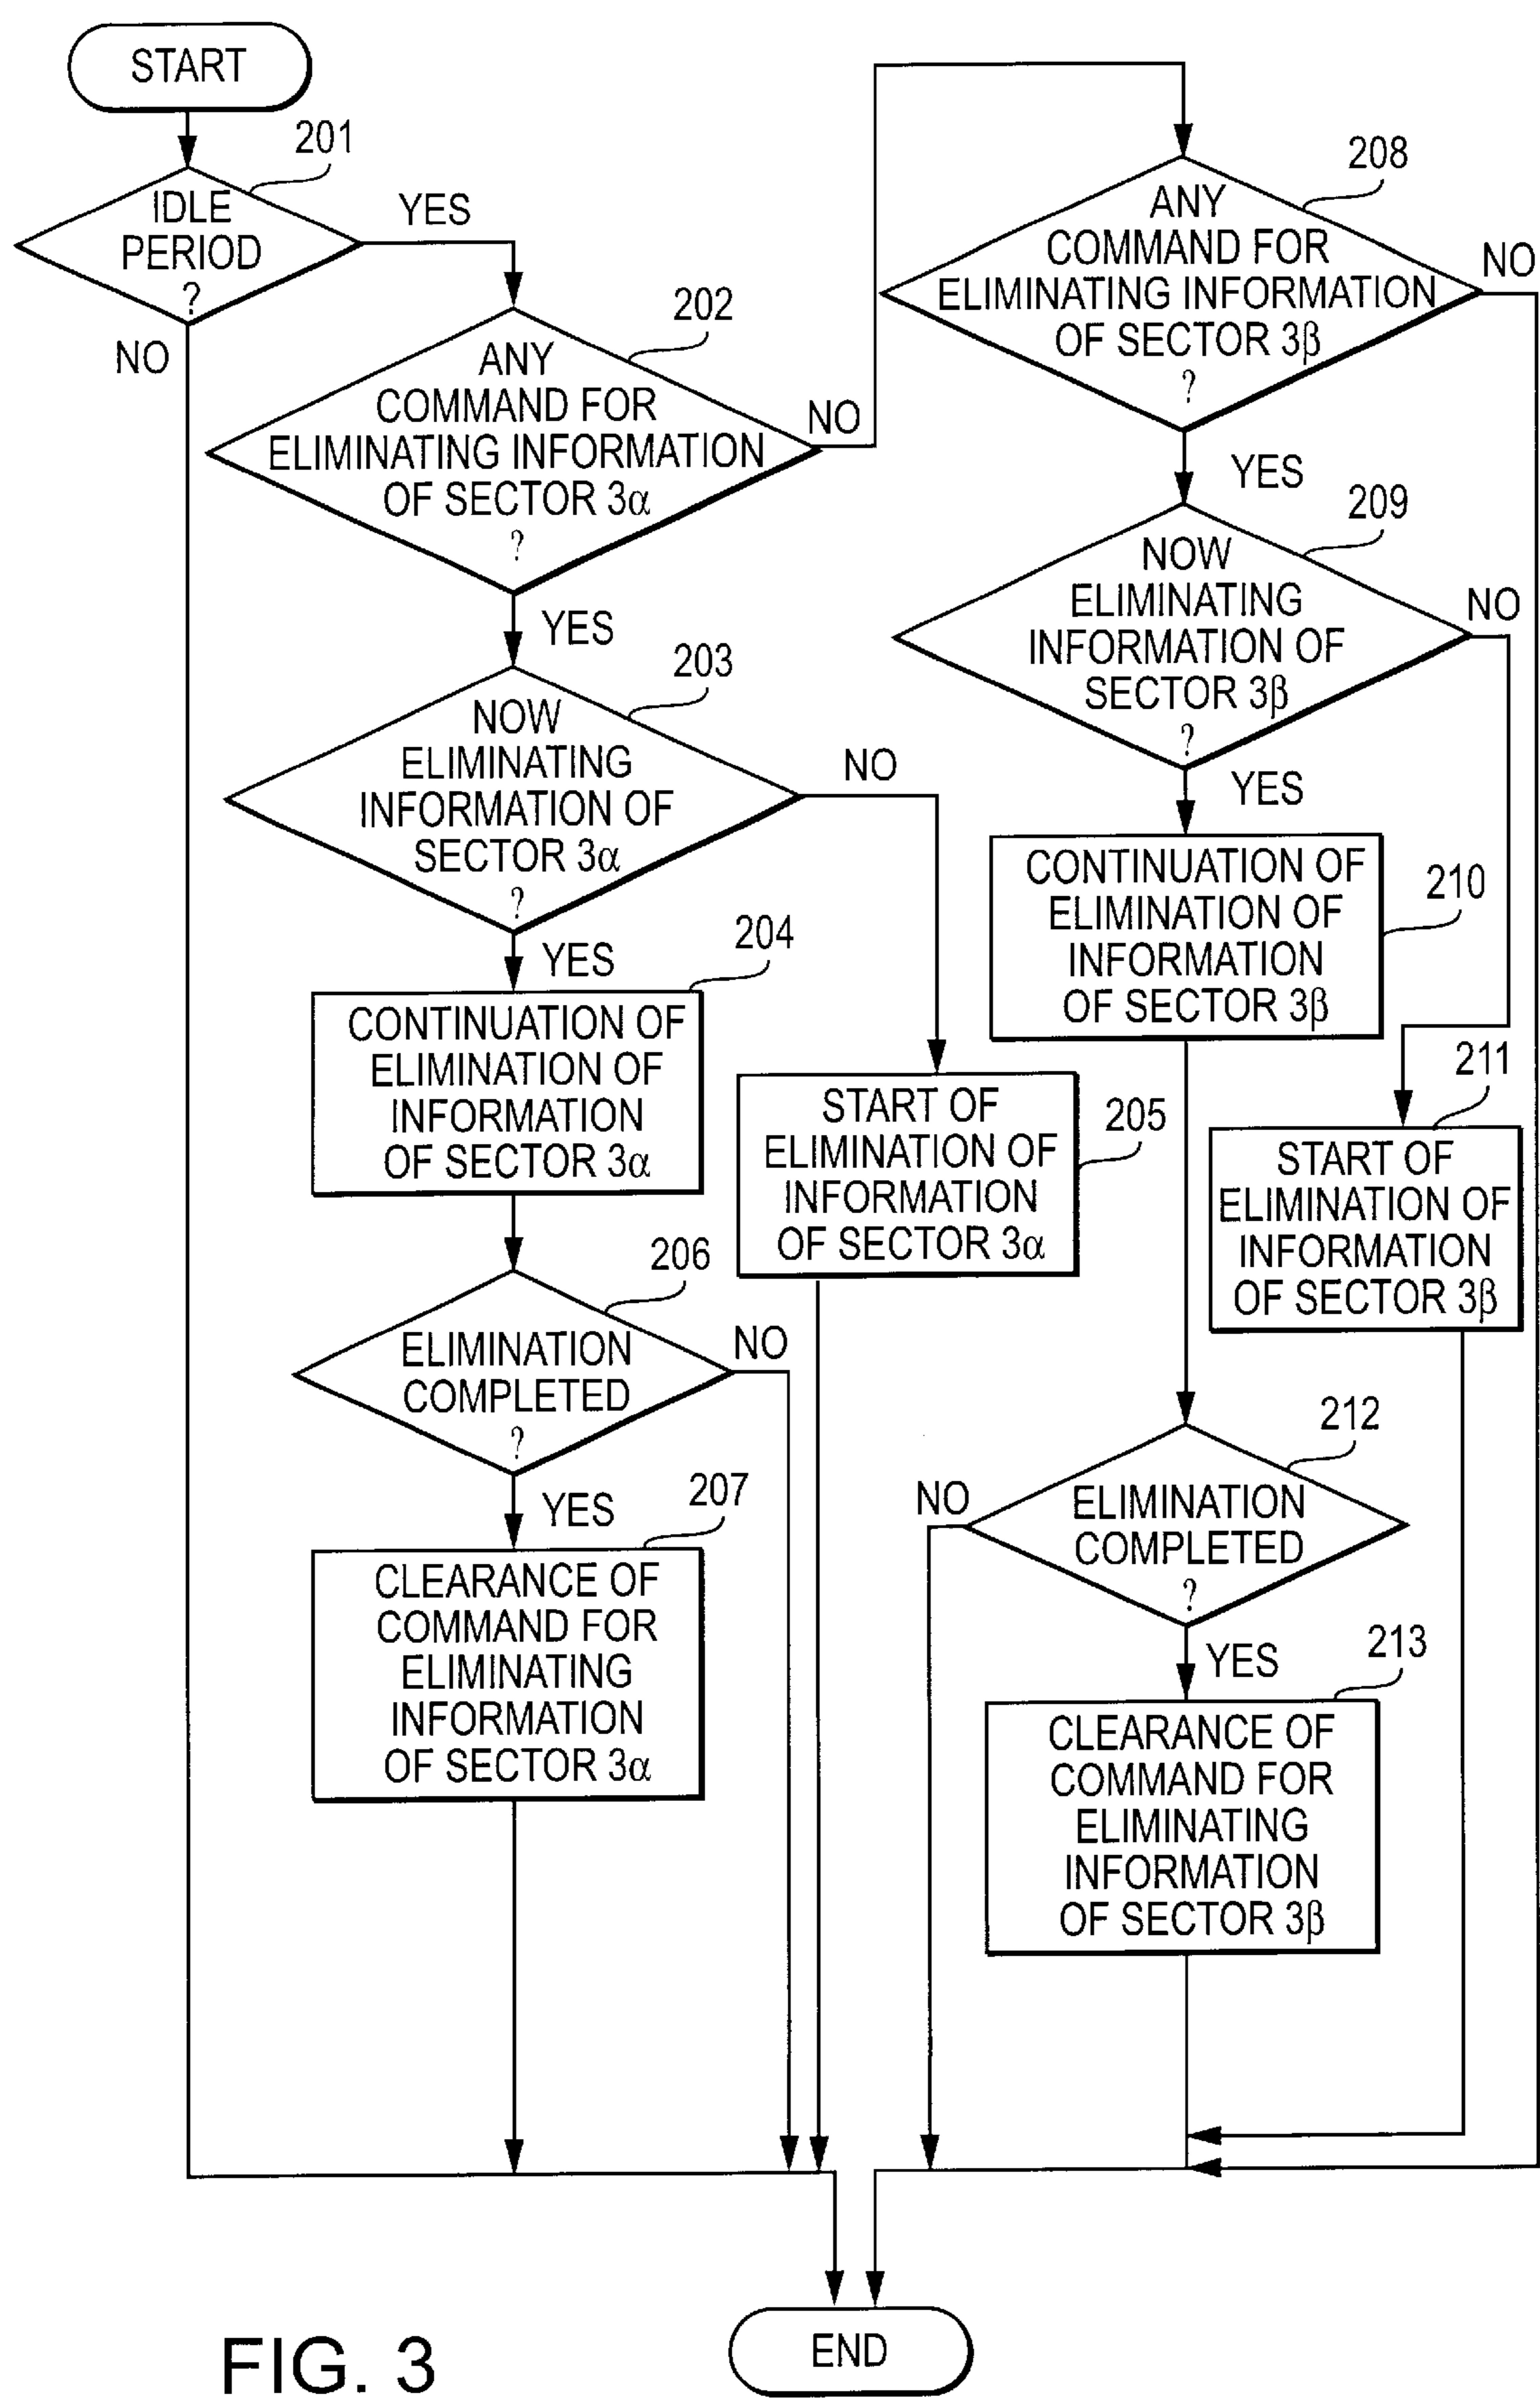 START
201
IDLE
PERIOD
?
YES
NO
202
ANY
COMMAND FOR
ELIMINATING INFORMATION
OF SECTOR 3α
?
NO
YES
203
NOW
ELIMINATING
INFORMATION OF
SECTOR 3α
?
NO
YES
204
CONTINUATION OF
ELIMINATION OF
INFORMATION
OF SECTOR 3α
START OF
ELIMINATION OF
INFORMATION
OF SECTOR 3α
205
206
ELIMINATION
COMPLETED
?
NO
YES
207
CLEARANCE OF
COMMAND FOR
ELIMINATING
INFORMATION
OF SECTOR 3α
208
ANY
COMMAND FOR
ELIMINATING INFORMATION
OF SECTOR 3β
?
NO
YES
209
NOW
ELIMINATING
INFORMATION OF
SECTOR 3β
?
NO
YES
CONTINUATION OF
ELIMINATION OF
INFORMATION
OF SECTOR 3β
210
211
START OF
ELIMINATION OF
INFORMATION
OF SECTOR 3β
212
ELIMINATION
COMPLETED
?
NO
YES
213
CLEARANCE OF
COMMAND FOR
ELIMINATING
INFORMATION
OF SECTOR 3β
END
FIG. 3